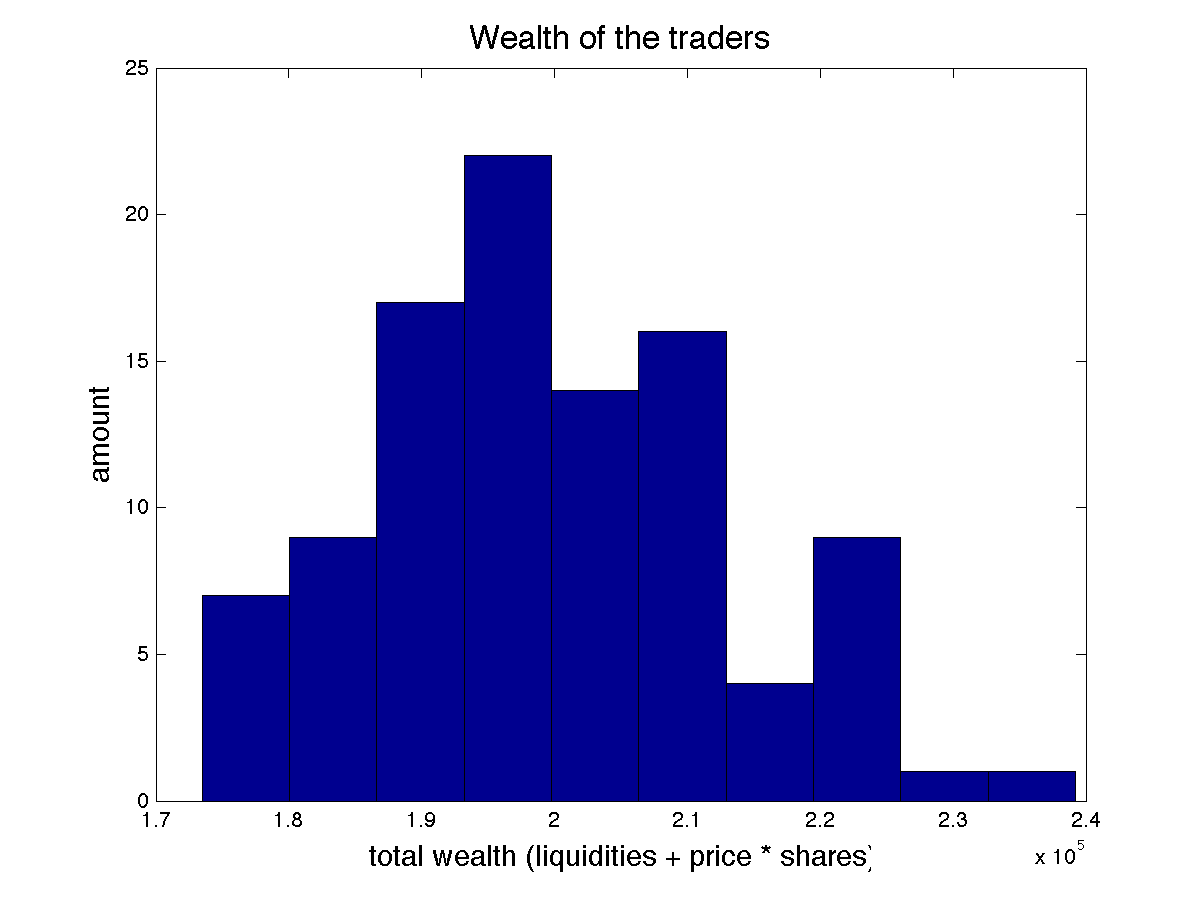 Wealth of the traders
25
20
15
10
5
0
amount
1.7 1.8 1.9 2 2.1 2.2 2.3 2.4
x 10^5
total wealth (liquidities + price * shares)